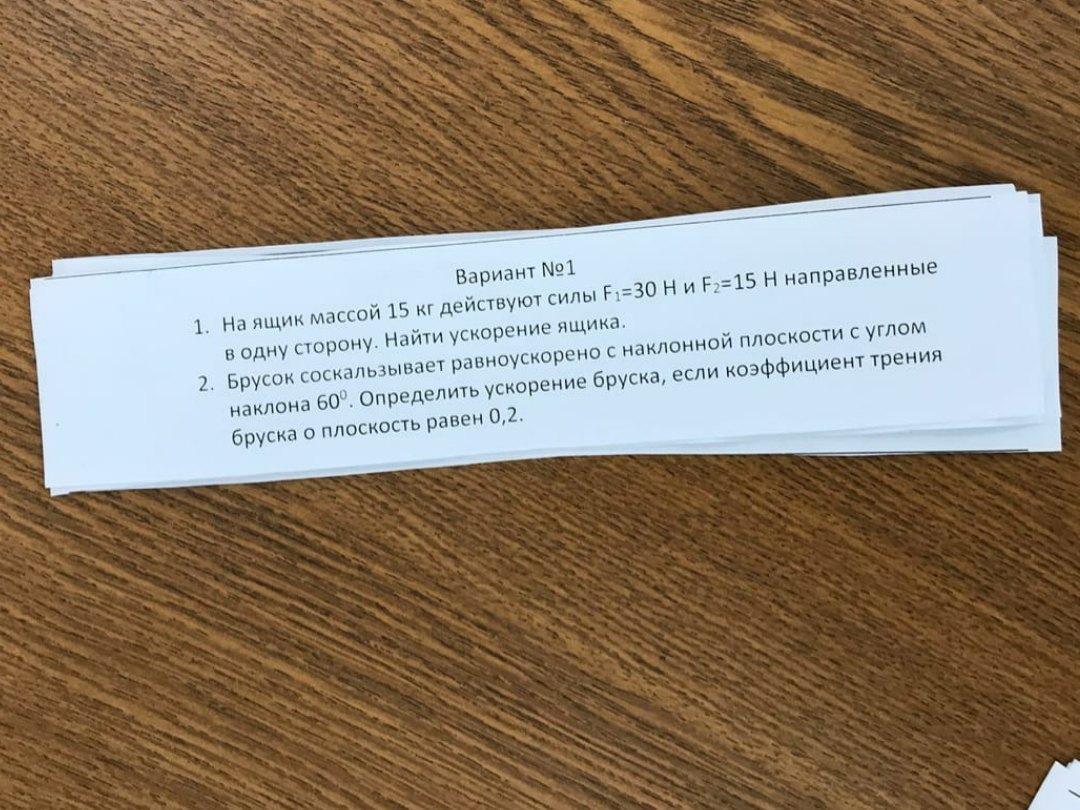 Вариант №1
1. На ящик массой 15 кг действуют силы F₁=30 Н и F₂=15 Н направленные
в одну сторону. Найти ускорение ящика.
2. Брусок соскальзывает равноускорено с наклонной плоскости с углом
наклона 60⁰. Определить ускорение бруска, если коэффициент трения
бруска о плоскость равен 0,2.